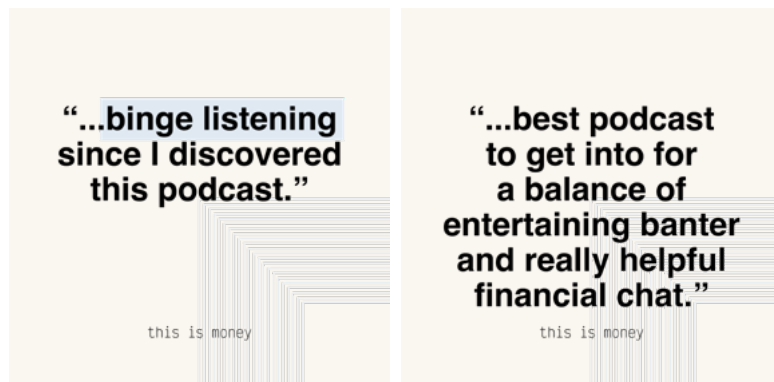 “...binge listening
since I discovered
this podcast.”
this is money
“...best podcast
to get into for
a balance of
entertaining banter
and really helpful
financial chat.”
this is money